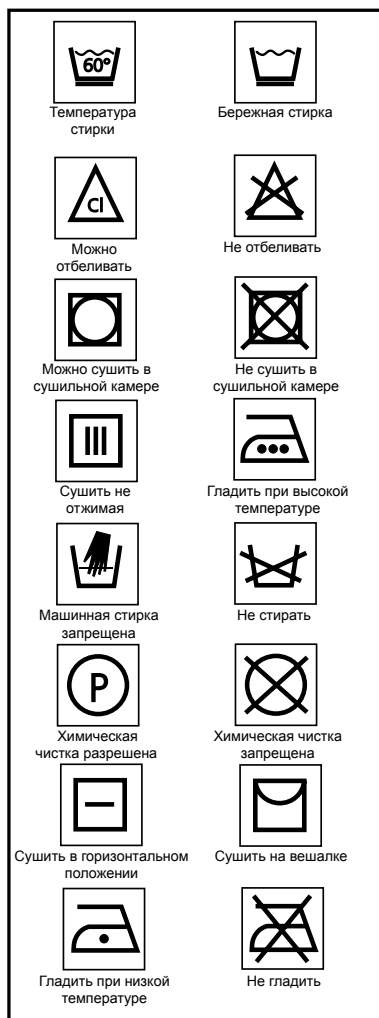 60°
Температура
стирки
Бережная стирка
Cl
Можно
отбеливать
Не отбеливать
Можно сушить в
сушильной камере
Не сушить в
сушильной камере
Сушить не
отжимая
Гладить при высокой
температуре
Машинная стирка
запрещена
Не стирать
P
Химическая
чистка разрешена
Химическая чистка
запрещена
Сушить в горизонтальном
положении
Сушить на вешалке
Гладить при низкой
температуре
Не гладить